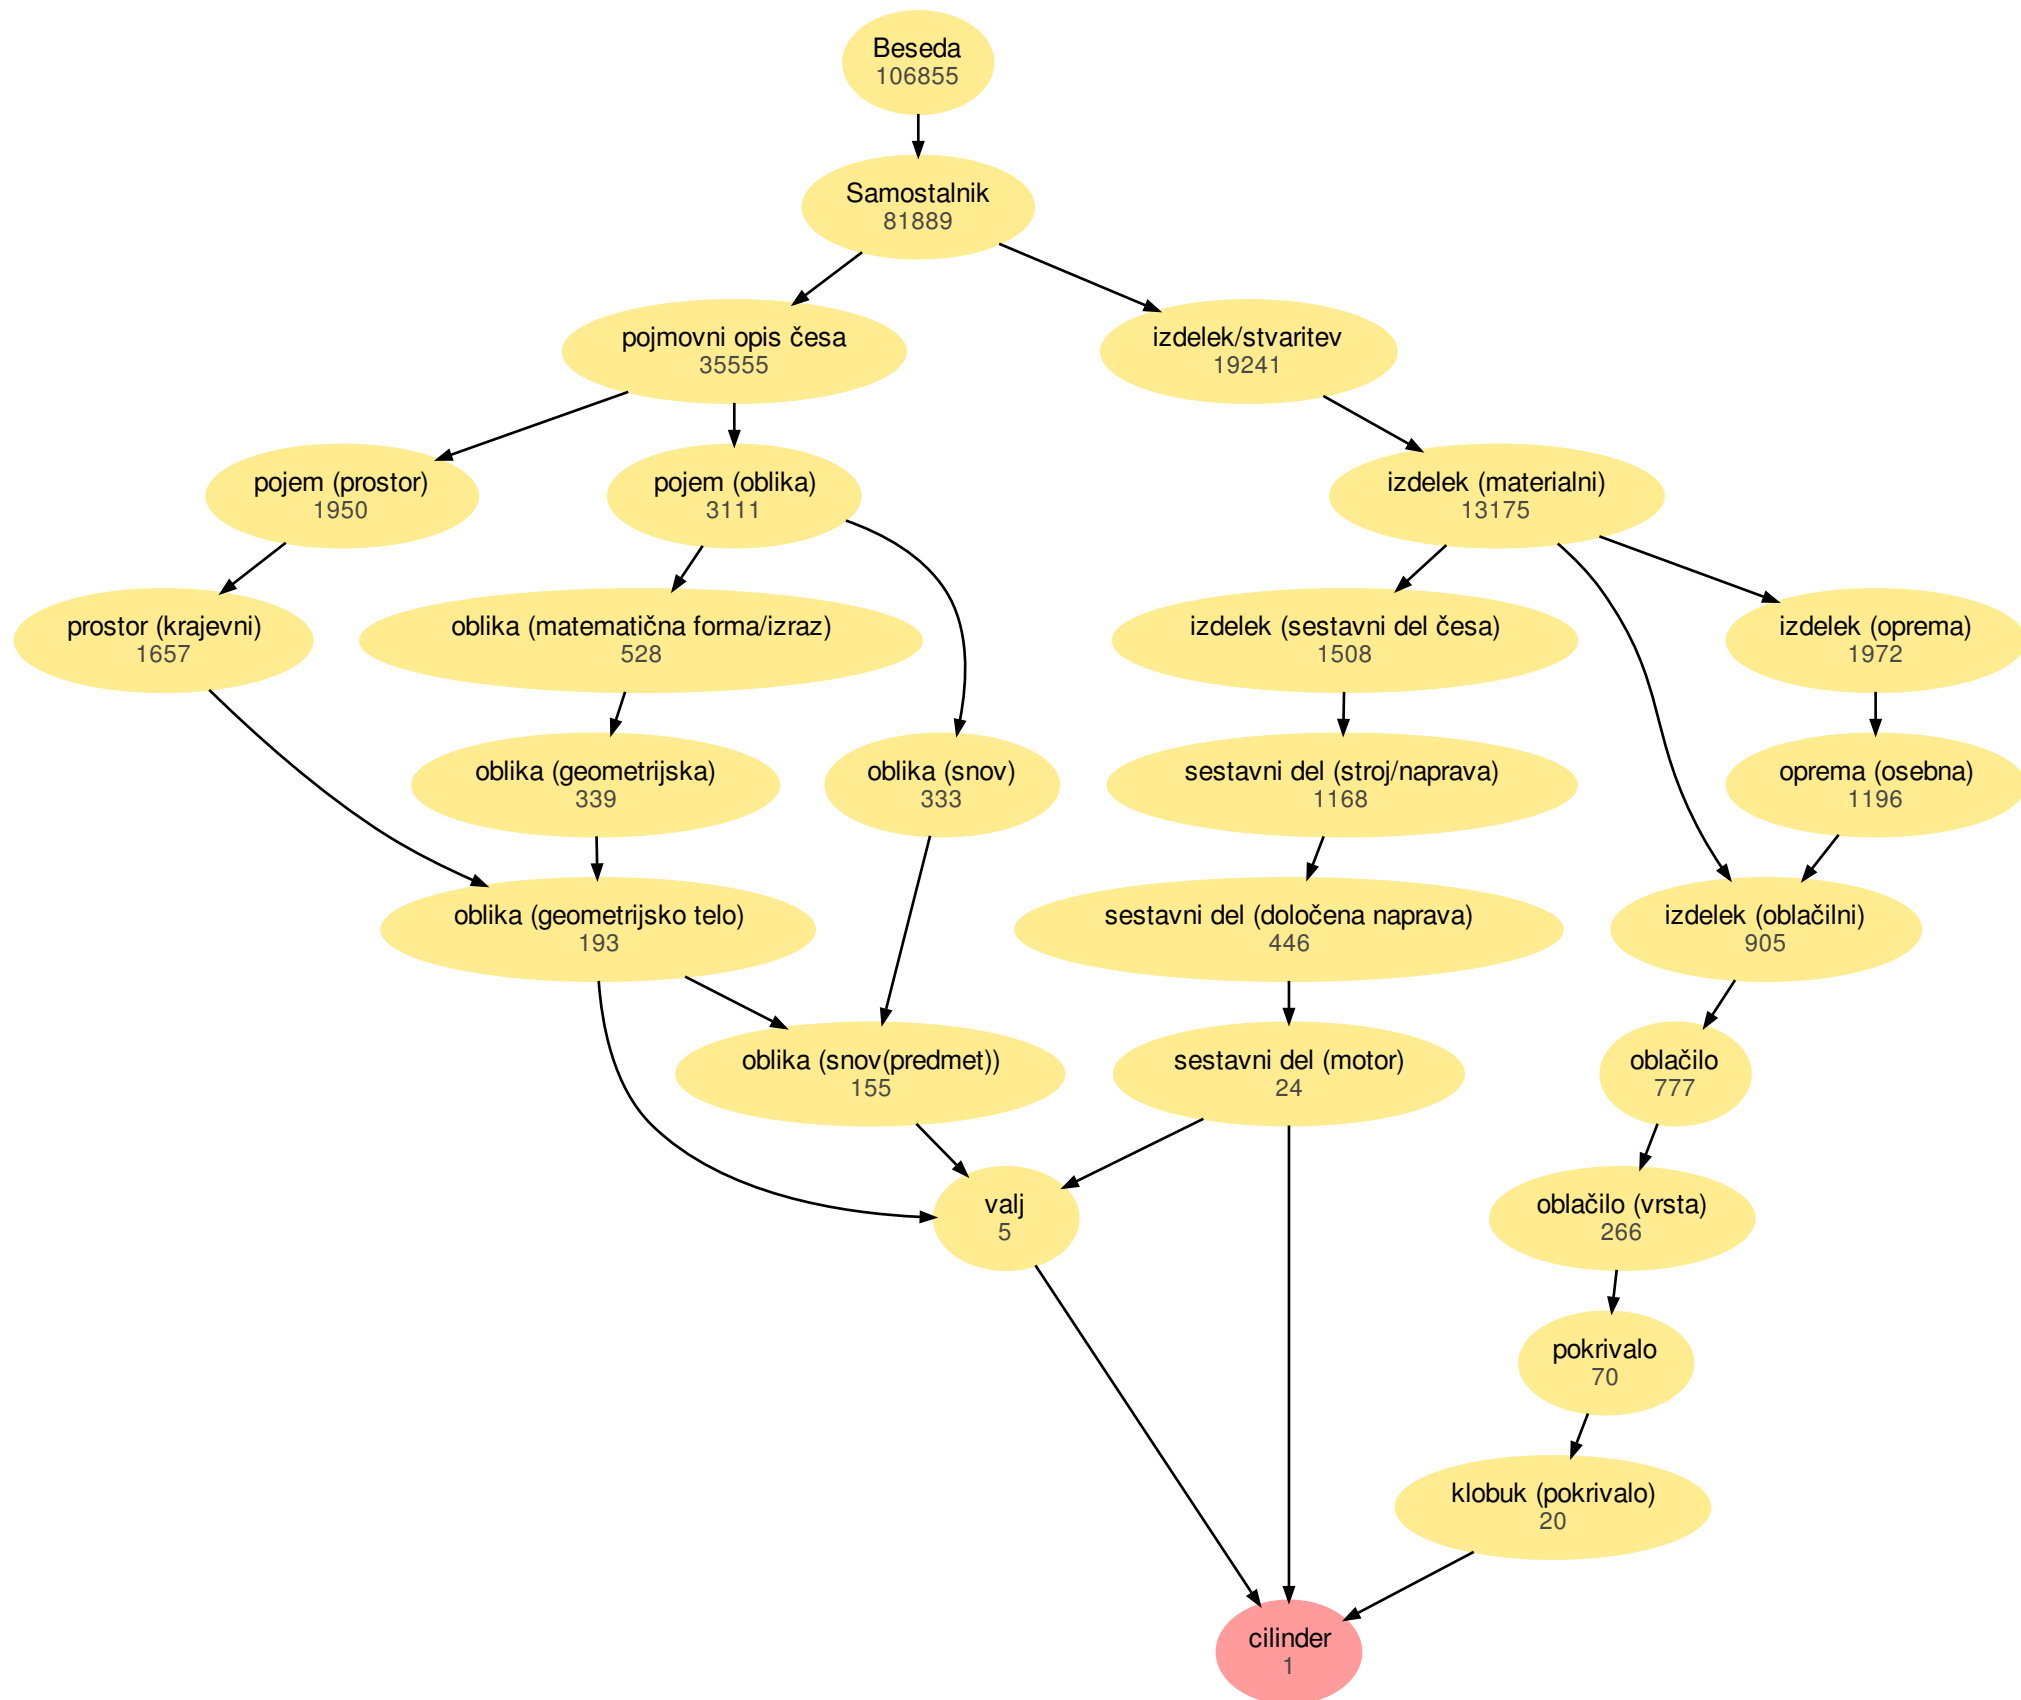 Beseda
106855
Samostalnik
81889
pojmovni opis česa
35555
izdelek/stvaritev
19241
pojem (prostor)
1950
pojem (oblika)
3111
izdelek (materialni)
13175
prostor (krajevni)
1657
oblika (matematična forma/izraz)
528
izdelek (sestavni del česa)
1508
izdelek (oprema)
1972
oblika (geometrijska)
339
oblika (snov)
333
sestavni del (stroj/naprava)
1168
oprema (osebna)
1196
oblika (geometrijsko telo)
193
sestavni del (določena naprava)
446
izdelek (oblačilni)
905
oblika (snov(predmet))
155
sestavni del (motor)
24
oblačilo
777
valj
5
oblačilo (vrsta)
266
pokrivalo
70
klobuk (pokrivalo)
20
cilinder
1